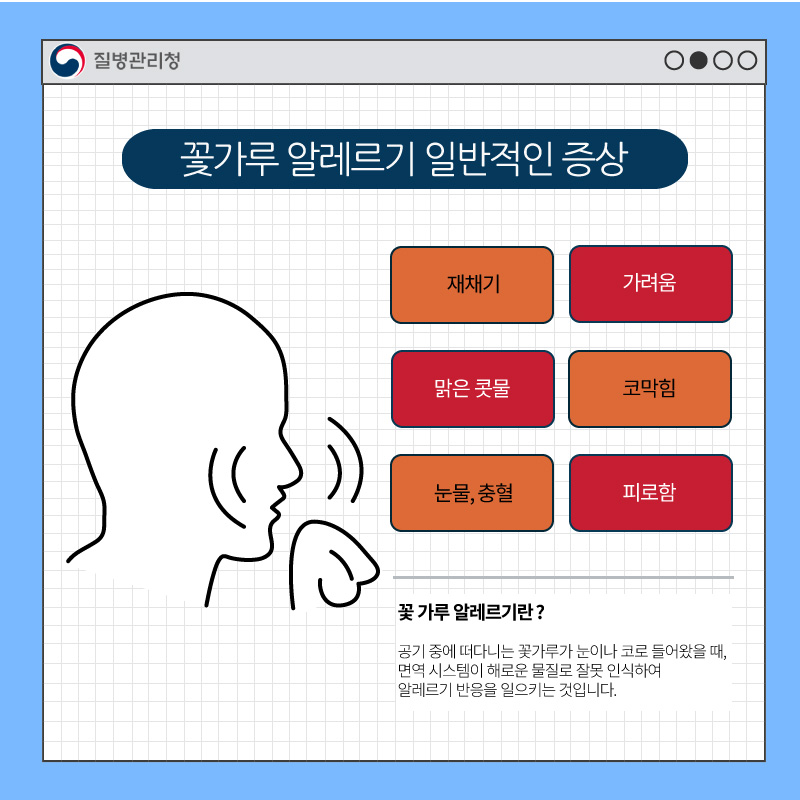 질병관리청
꽃가루 알레르기 일반적인 증상
재채기
가려움
맑은 콧물
코막힘
눈물, 충혈
피로함
꽃 가루 알레르기란 ?
공기 중에 떠다니는 꽃가루가 눈이나 코로 들어왔을 때,
면역 시스템이 해로운 물질로 잘못 인식하여
알레르기 반응을 일으키는 것입니다.